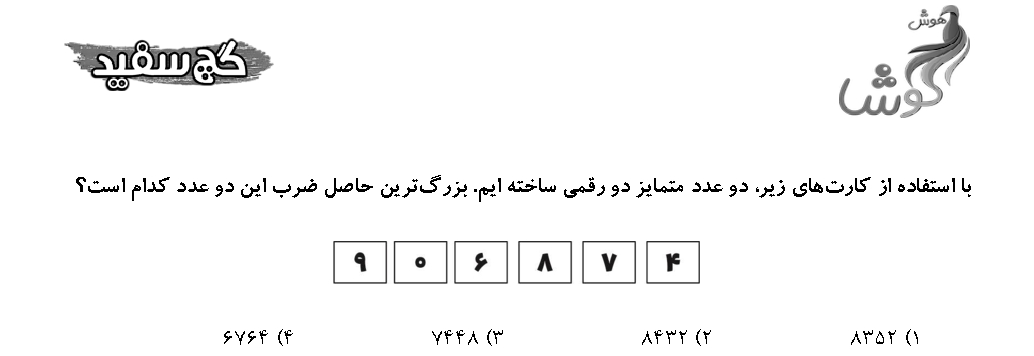 هوش
گوشا
گچ سفید
با استفاده از کارت‌های زیر، دو عدد متمایز دو رقمی ساخته ایم. بزرگ‌ترین حاصل ضرب این دو عدد کدام است؟
۹ ۰ ۶ ۸ ۷ ۴
۱) ۸۳۵۲ ۲) ۸۴۳۲ ۳) ۷۴۴۸ ۴) ۶۷۶۴